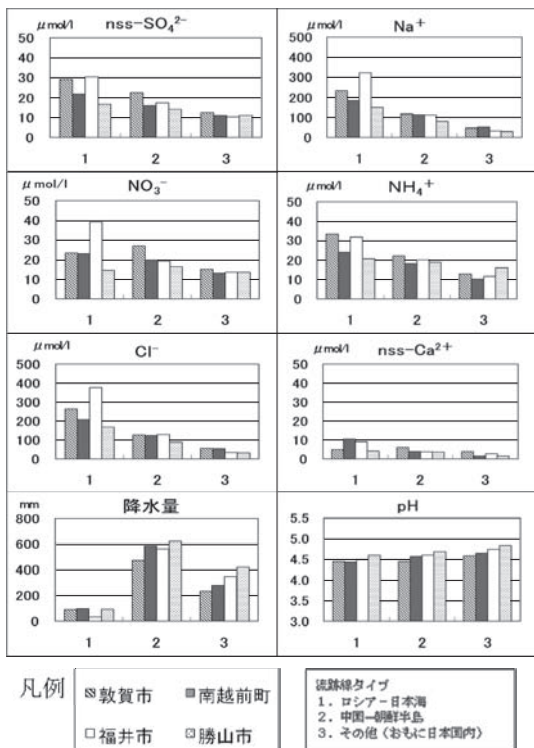 μmol/l nss-SO₄²⁻
50
40
30
20
10
0
1 2 3
μmol/l Na⁺
500
400
300
200
100
0
1 2 3
μmol/l NO₃⁻
50
40
30
20
10
0
1 2 3
μmol/l NH₄⁺
50
40
30
20
10
0
1 2 3
μmol/l Cl⁻
500
400
300
200
100
0
1 2 3
μmol/l nss-Ca²⁺
50
40
30
20
10
0
1 2 3
mm 降水量
800
600
400
200
0
1 2 3
pH
5.5
5.0
4.5
4.0
3.5
3.0
1 2 3
凡例
敦賀市 南越前町
福井市 勝山市
流跡線タイプ
1. ロシア-日本海
2. 中国-朝鮮半島
3. その他(おもに日本国内)